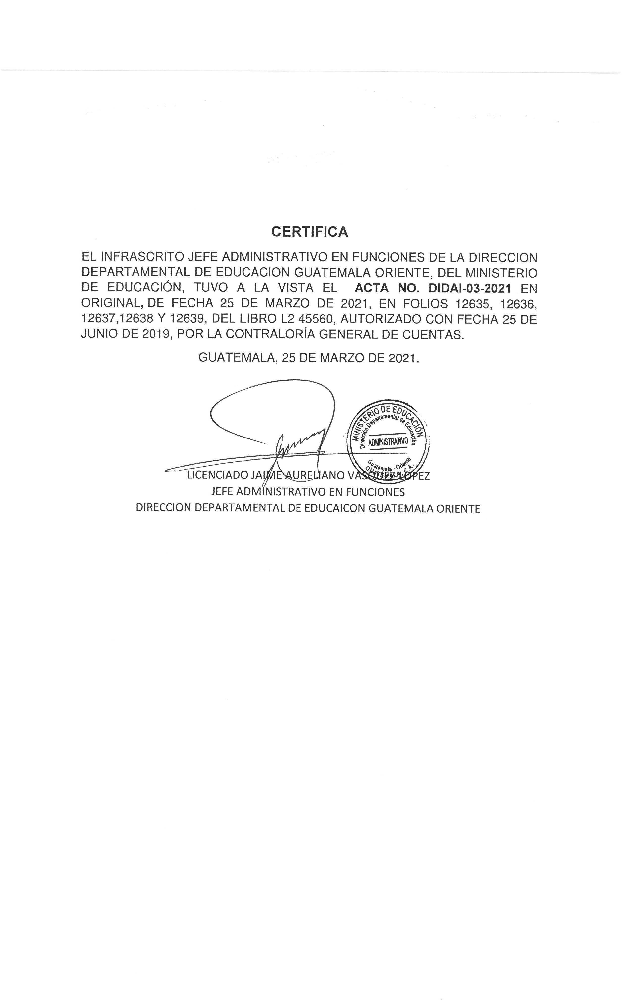 CERTIFICA
EL INFRASCRITO JEFE ADMINISTRATIVO EN FUNCIONES DE LA DIRECCION
DEPARTAMENTAL DE EDUCACION GUATEMALA ORIENTE, DEL MINISTERIO
DE EDUCACIÓN, TUVO A LA VISTA EL ACTA NO. DIDAI-03-2021 EN
ORIGINAL, DE FECHA 25 DE MARZO DE 2021, EN FOLIOS 12635, 12636,
12637,12638 Y 12639, DEL LIBRO L2 45560, AUTORIZADO CON FECHA 25 DE
JUNIO DE 2019, POR LA CONTRALORÍA GENERAL DE CUENTAS.
GUATEMALA, 25 DE MARZO DE 2021.
MINISTERIO DE EDUCACIÓN
Dirección Departamental de Educación
ADMINISTRATIVO
Guatemala - Oriente
GUATEMALA, C.A.
LICENCIADO JAIME AURELIANO VASQUEZ LOPEZ
JEFE ADMINISTRATIVO EN FUNCIONES
DIRECCION DEPARTAMENTAL DE EDUCAICON GUATEMALA ORIENTE